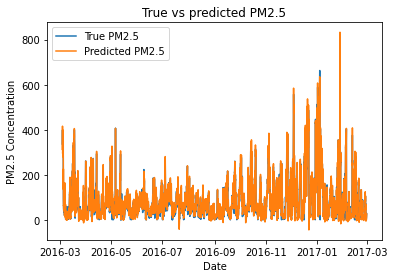 True vs predicted PM2.5
True PM2.5
Predicted PM2.5
PM2.5 Concentration
800
600
400
200
0
2016-03 2016-05 2016-07 2016-09 2016-11 2017-01 2017-03
Date